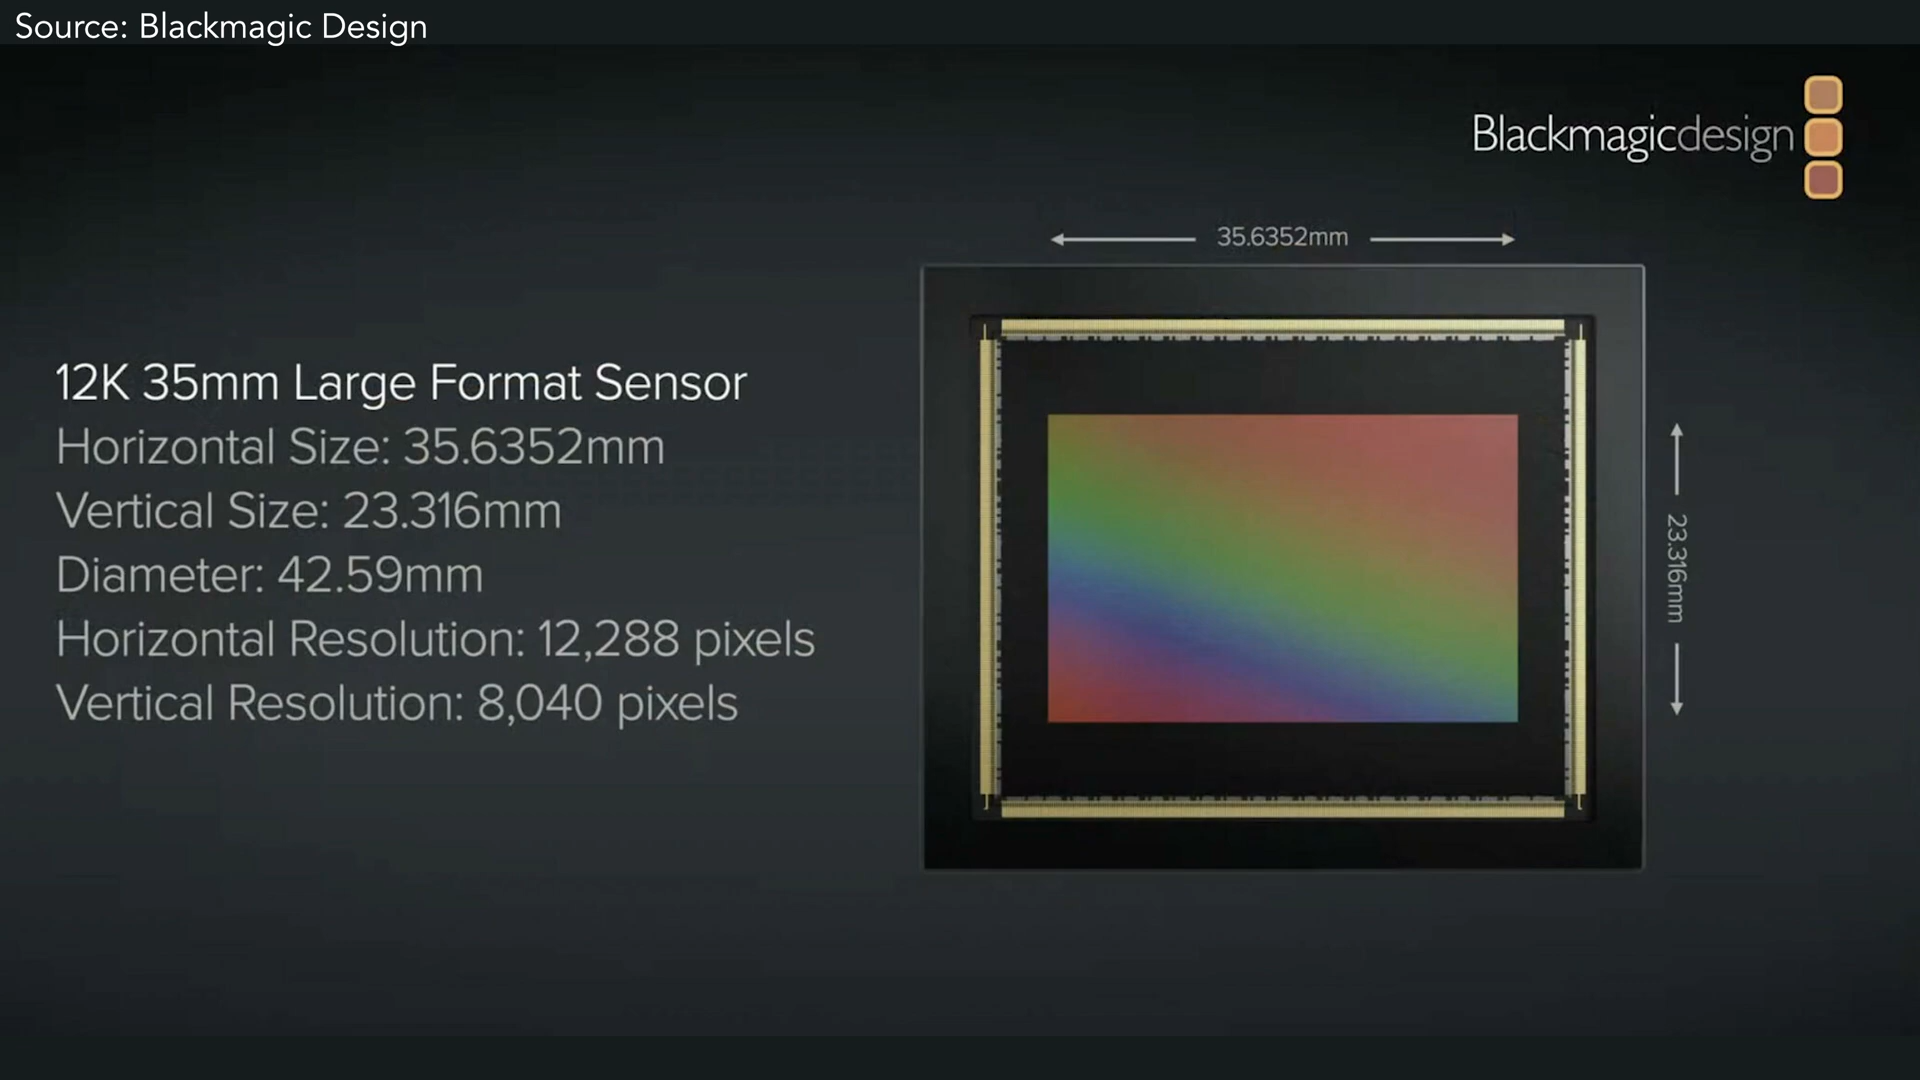 Source: Blackmagic Design
Blackmagicdesign
35.6352mm
12K 35mm Large Format Sensor
Horizontal Size: 35.6352mm
Vertical Size: 23.316mm
Diameter: 42.59mm
Horizontal Resolution: 12,288 pixels
Vertical Resolution: 8,040 pixels
23.316mm